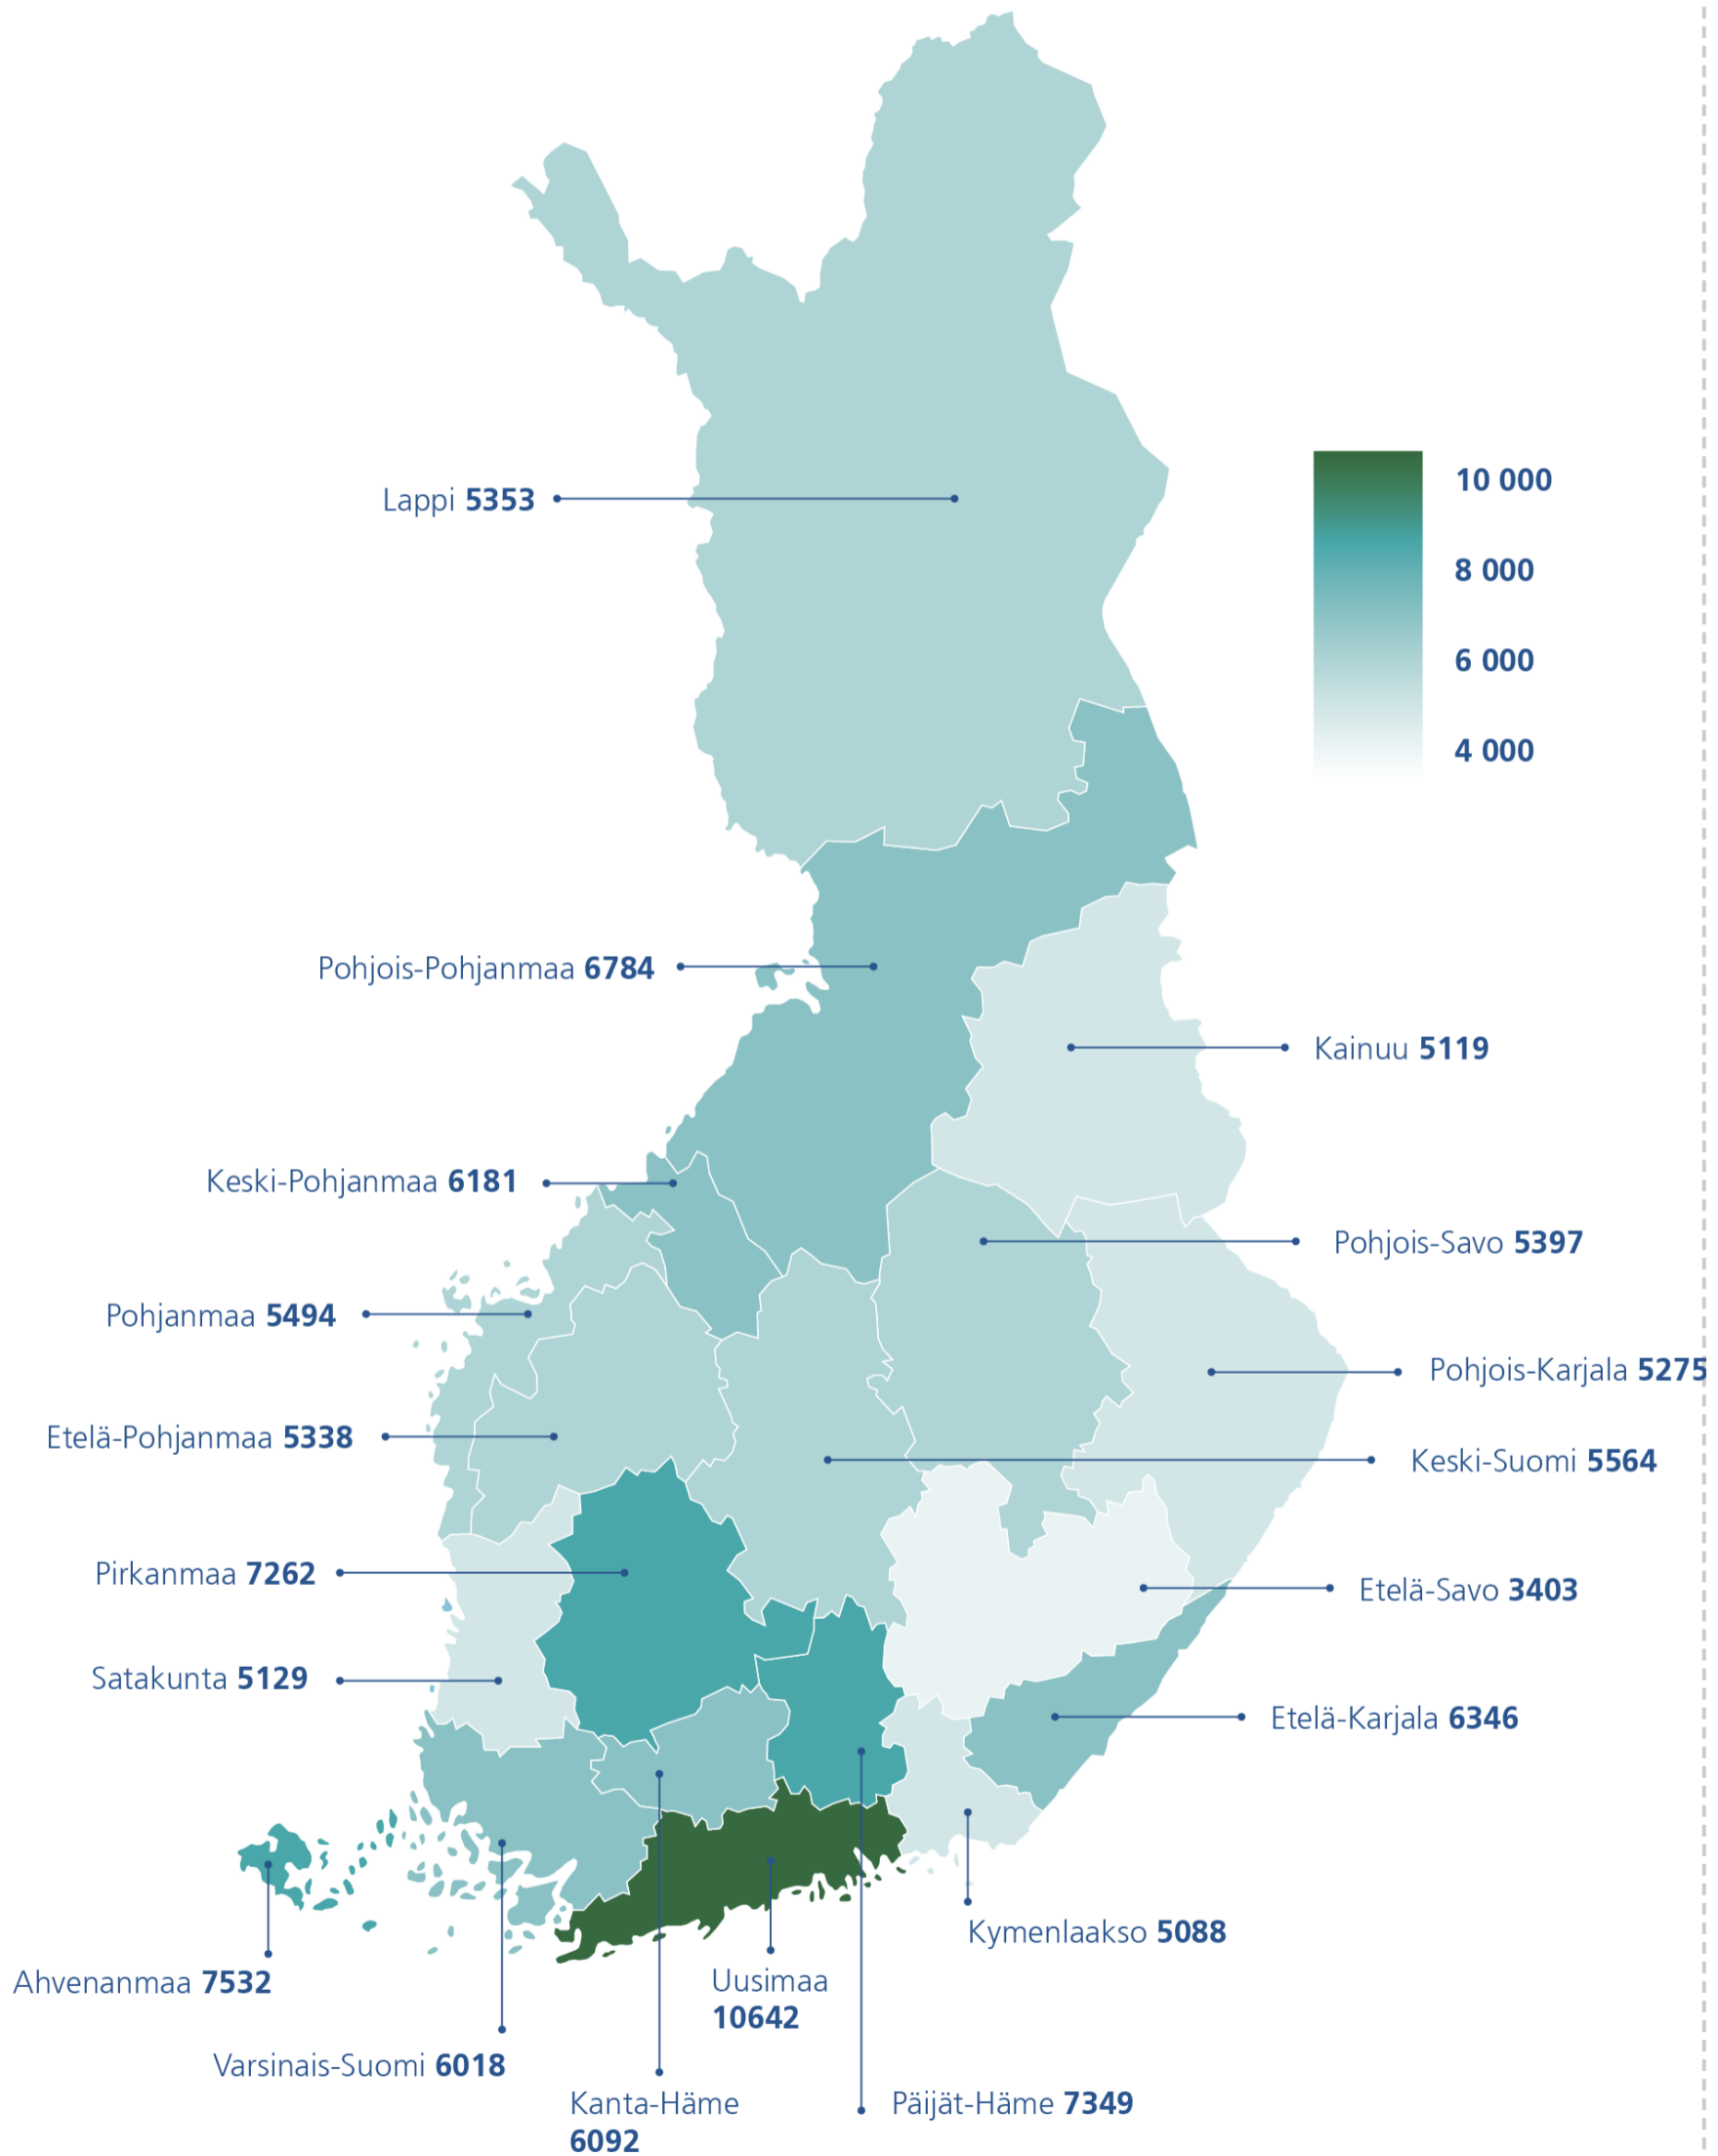 10 000
8 000
Lappi 5353
6 000
4 000
Pohjois-Pohjanmaa 6784
Kainuu 5119
Keski-Pohjanmaa 6181
Pohjois-Savo 5397
Pohjanmaa 5494
Pohjois-Karjala 5275
Etelä-Pohjanmaa 5338
Keski-Suomi 5564
Pirkanmaa 7262
Etelä-Savo 3403
Satakunta 5129
Etelä-Karjala 6346
Kymenlaakso 5088
Ahvenanmaa 7532
Uusimaa
10642
Varsinais-Suomi 6018
Kanta-Häme
6092
Päijät-Häme 7349